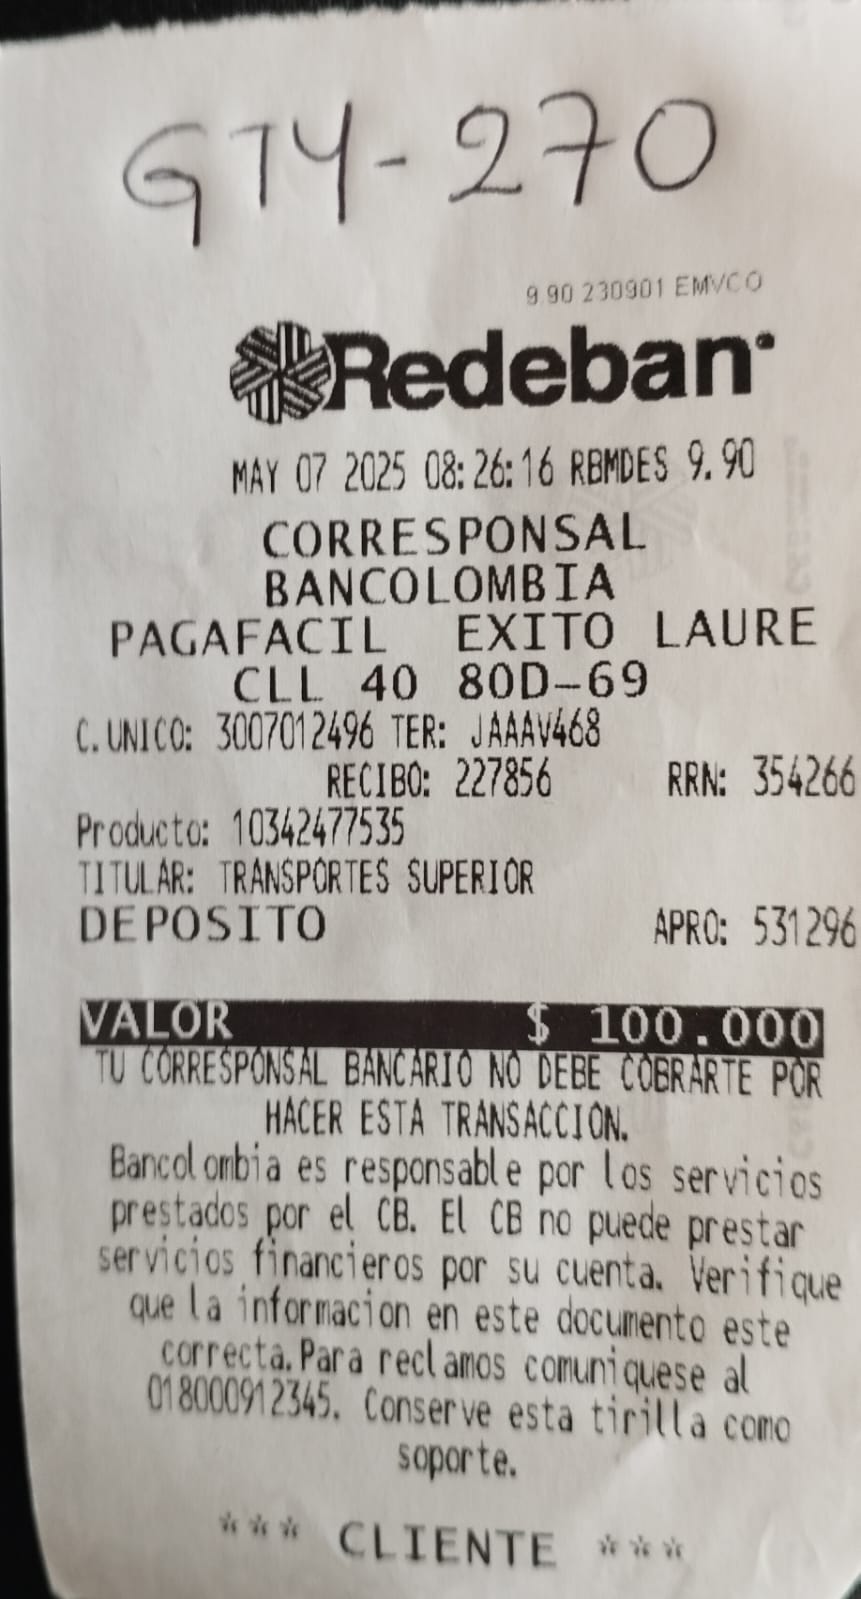 GTY-270
9.90 230901 EMVCO
Redeban
MAY 07 2025 08:26:16 RBMDES 9.90
CORRESPONSAL
BANCOLOMBIA
PAGAFACIL EXITO LAURE
CLL 40 80D-69
C.UNICO: 3007012496 TER: JAAAV468
RECIBO: 227856 RRN: 354266
Producto: 10342477535
TITULAR: TRANSPORTES SUPERIOR
DEPOSITO APRO: 531296
VALOR $ 100.000
TU CORRESPONSAL BANCARIO NO DEBE COBRARTE POR
HACER ESTA TRANSACCION.
Bancolombia es responsable por los servicios
prestados por el CB. El CB no puede prestar
servicios financieros por su cuenta. Verifique
que la informacion en este documento este
correcta.Para reclamos comuniquese al
018000912345. Conserve esta tirilla como
soporte.
*** CLIENTE ***